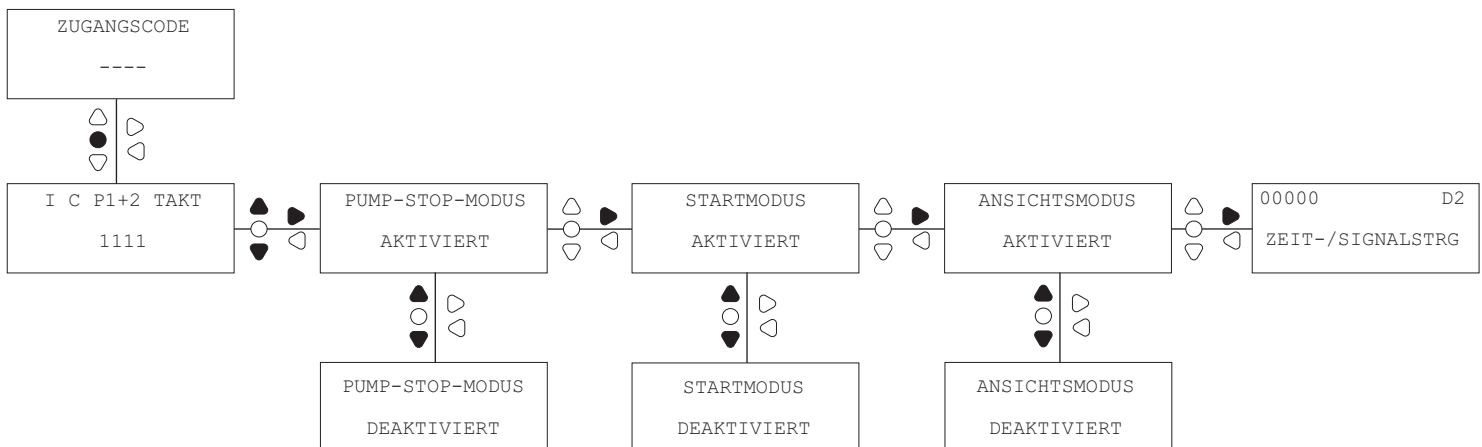 ZUGANGSCODE
----
I C P1+2 TAKT
1111
PUMP-STOP-MODUS
AKTIVIERT
STARTMODUS
AKTIVIERT
ANSICHTSMODUS
AKTIVIERT
00000 D2
ZEIT-/SIGNALSTRG
PUMP-STOP-MODUS
DEAKTIVIERT
STARTMODUS
DEAKTIVIERT
ANSICHTSMODUS
DEAKTIVIERT